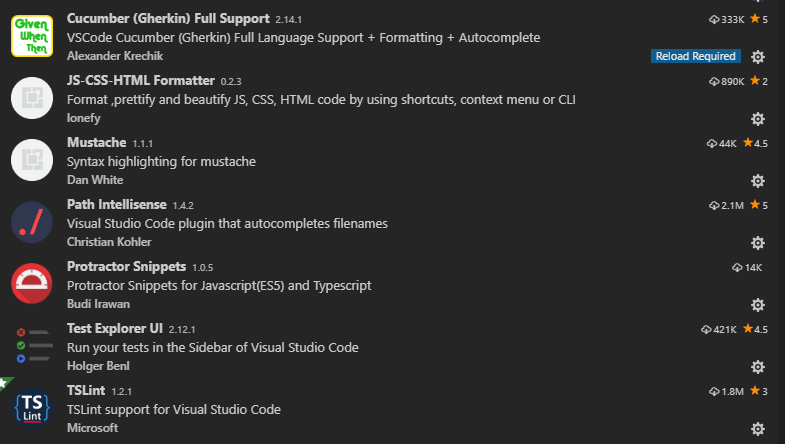 Given When Then
Cucumber (Gherkin) Full Support 2.14.1 333K 5
VSCode Cucumber (Gherkin) Full Language Support + Formatting + Autocomplete
Alexander Krechik Reload Required
JS-CSS-HTML Formatter 0.2.3 890K 2
Format ,prettify and beautify JS, CSS, HTML code by using shortcuts, context menu or CLI
lonefy
Mustache 1.1.1 44K 4.5
Syntax highlighting for mustache
Dan White
./
Path Intellisense 1.4.2 2.1M 5
Visual Studio Code plugin that autocompletes filenames
Christian Kohler
Protractor Snippets 1.0.5 14K
Protractor Snippets for Javascript(ES5) and Typescript
Budi Irawan
Test Explorer UI 2.12.1 421K 4.5
Run your tests in the Sidebar of Visual Studio Code
Holger Benl
{TS}
Lint
TSLint 1.2.1 1.8M 3
TSLint support for Visual Studio Code
Microsoft